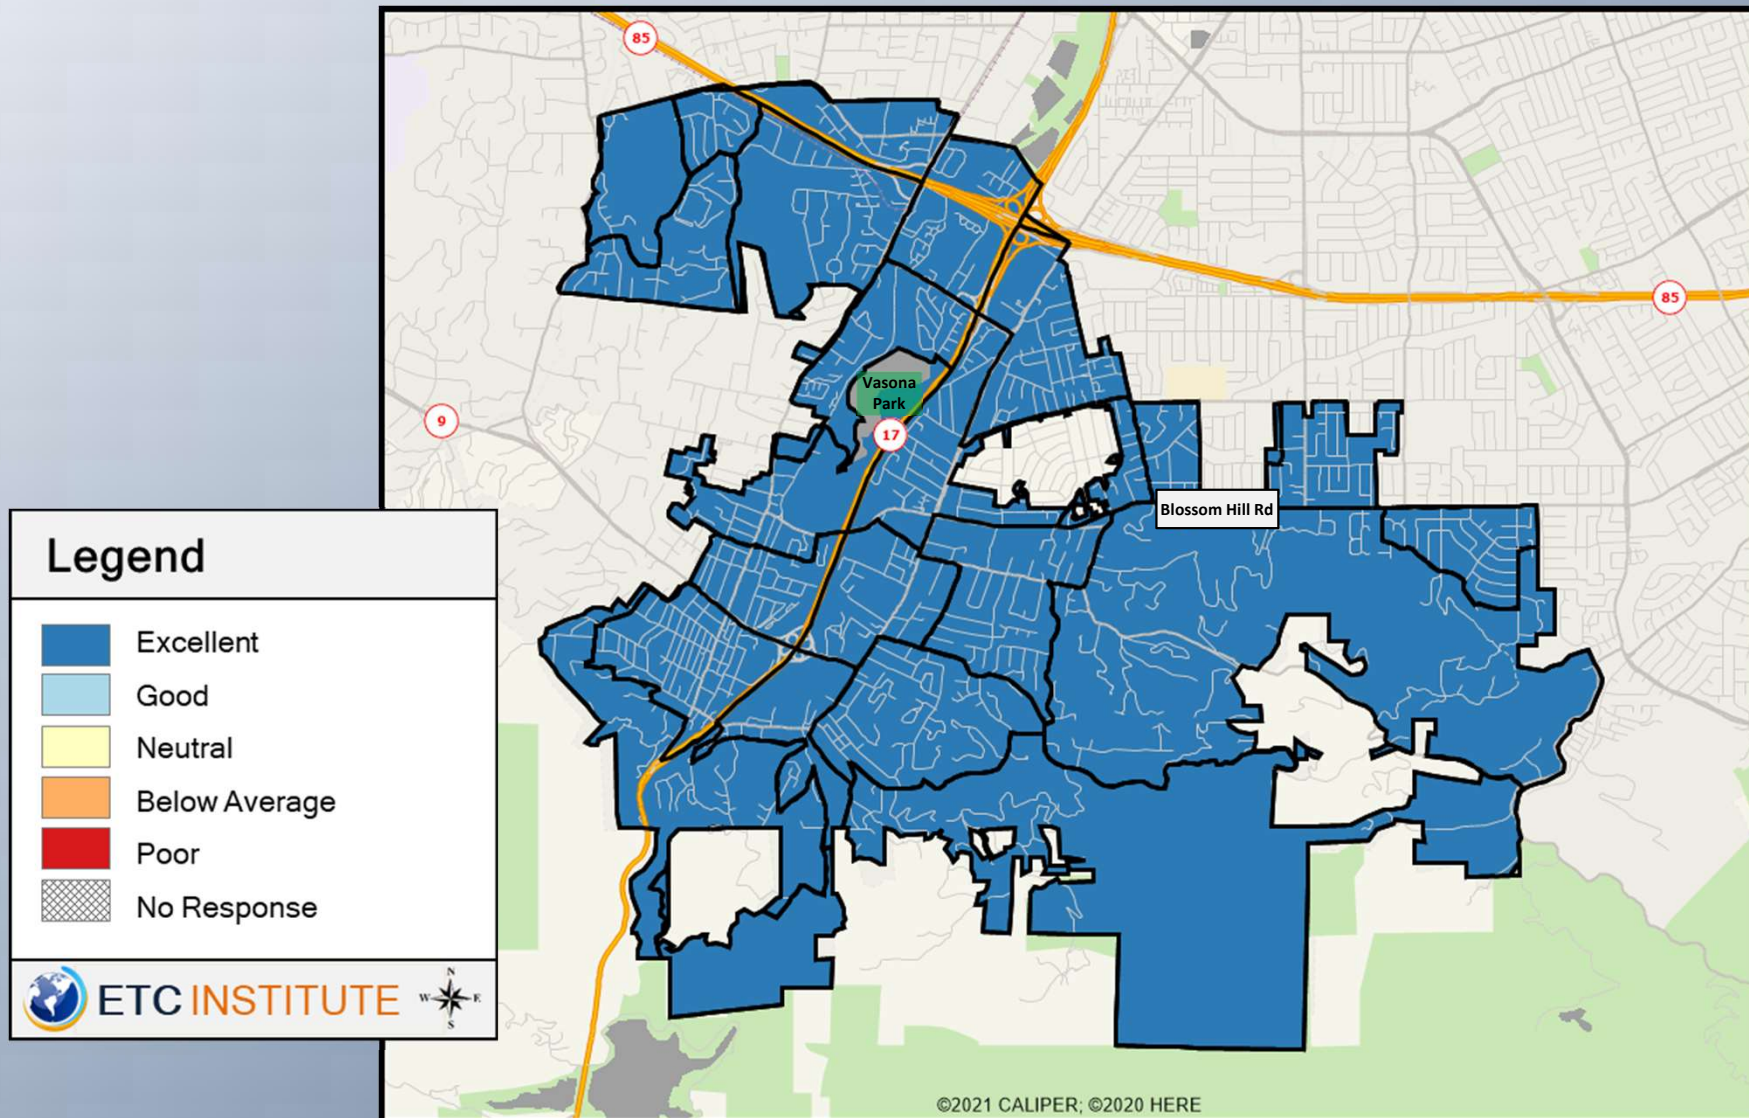 85
85
9
Vasona
Park
17
Blossom Hill Rd
Legend
Excellent
Good
Neutral
Below Average
Poor
No Response
ETC INSTITUTE
N
W E
S
©2021 CALIPER; ©2020 HERE